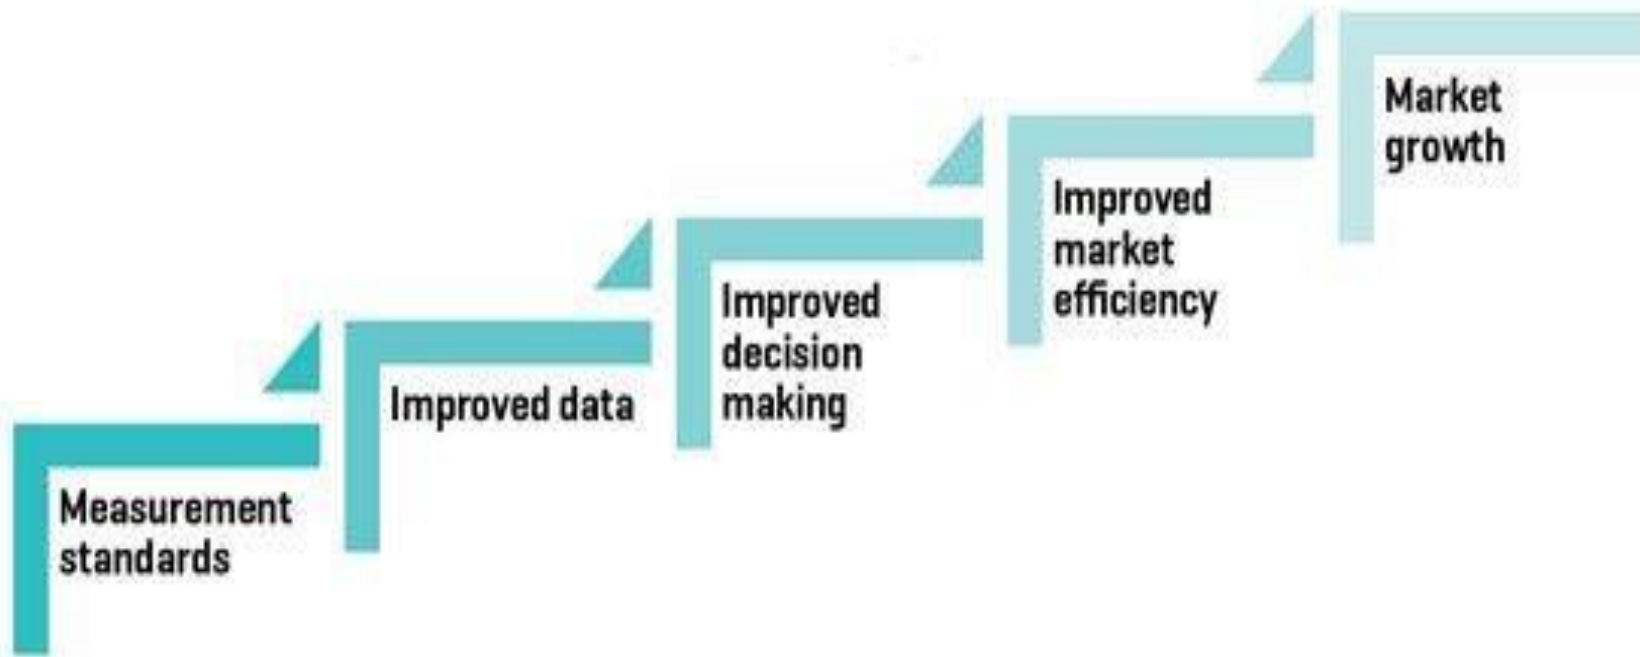 Measurement
standards
Improved data
Improved
decision
making
Improved
market
efficiency
Market
growth